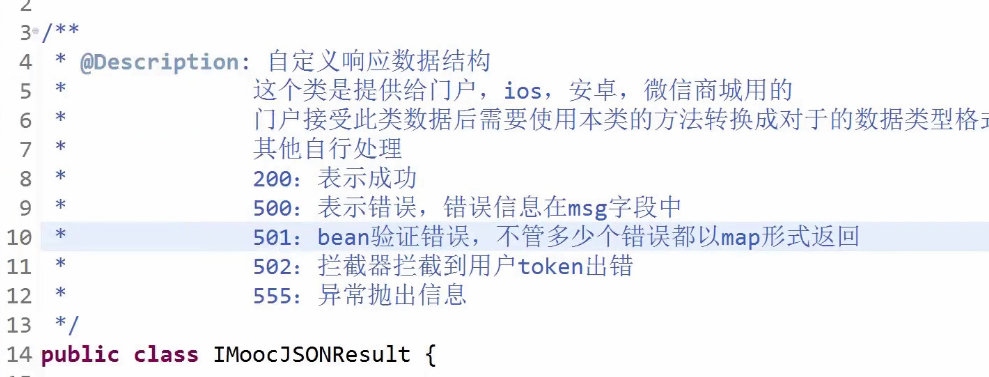 2
3 /**
4 * @Description: 自定义响应数据结构
5 * 这个类是提供给门户，ios，安卓，微信商城用的
6 * 门户接受此类数据后需要使用本类的方法转换成对于的数据类型格式
7 * 其他自行处理
8 * 200：表示成功
9 * 500：表示错误，错误信息在msg字段中
10 * 501：bean验证错误，不管多少个错误都以map形式返回
11 * 502：拦截器拦截到用户token出错
12 * 555：异常抛出信息
13 */
14 public class IMoocJSONResult {